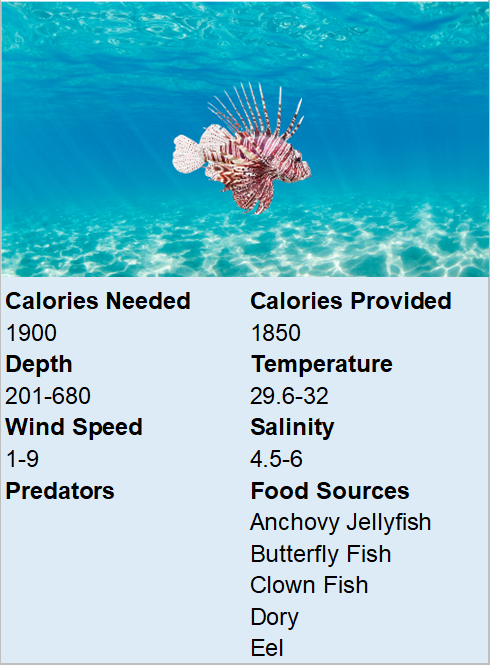 Calories Needed
Calories Provided
1900
1850
Depth
Temperature
201-680
29.6-32
Wind Speed
Salinity
1-9
4.5-6
Predators
Food Sources
Anchovy Jellyfish
Butterfly Fish
Clown Fish
Dory
Eel